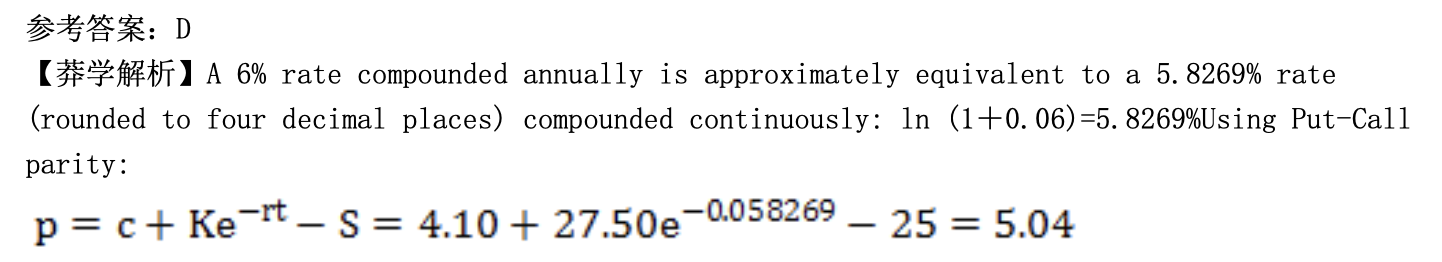 参考答案：D
【莽学解析】A 6% rate compounded annually is approximately equivalent to a 5.8269% rate
(rounded to four decimal places) compounded continuously: ln (1＋0.06)=5.8269%Using Put-Call
parity:
p = c + Ke^{−rt} − S = 4.10 + 27.50e^{−0.058269} − 25 = 5.04